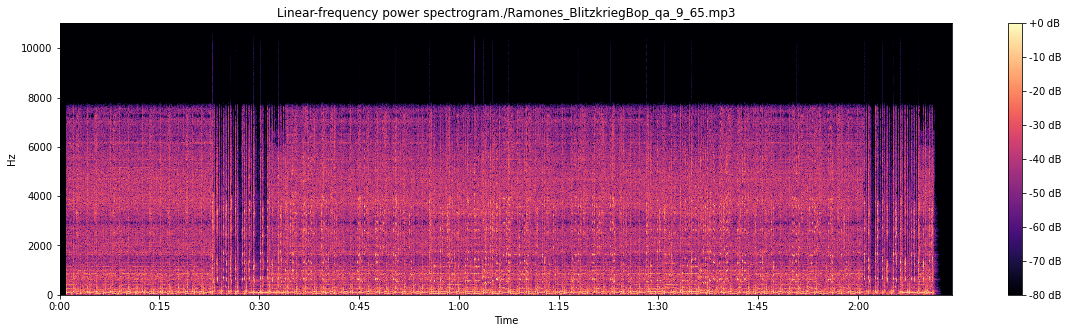 Linear-frequency power spectrogram./Ramones_BlitzkriegBop_qa_9_65.mp3
Hz
10000
8000
6000
4000
2000
0
0:00 0:15 0:30 0:45 1:00 1:15 1:30 1:45 2:00
Time
+0 dB
-10 dB
-20 dB
-30 dB
-40 dB
-50 dB
-60 dB
-70 dB
-80 dB